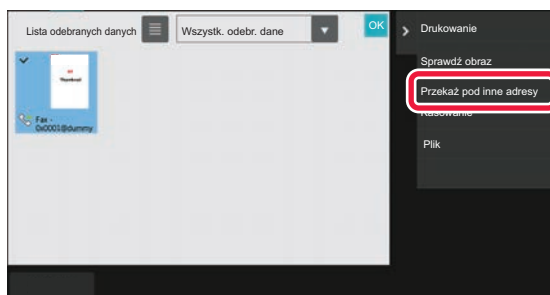 Lista odebranych danych
Wszystk. odebr. dane
OK
Fax -
0x0001@dummy
Drukowanie
Sprawdź obraz
Przekaż pod inne adresy
Kasowanie
Plik